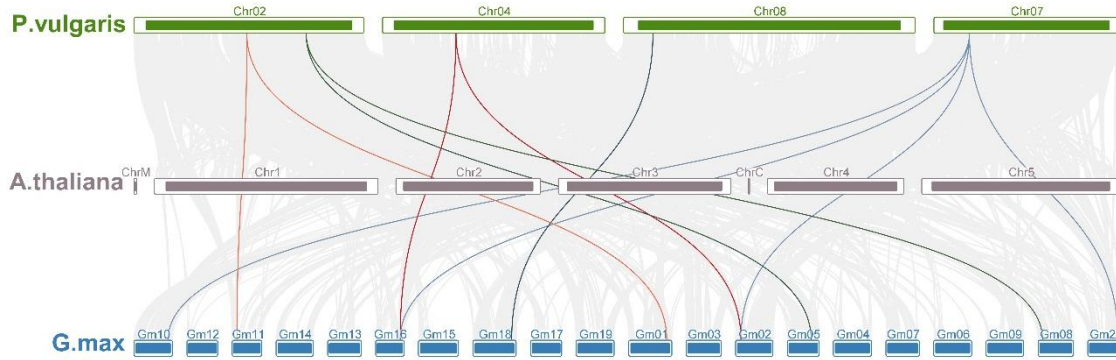 Chr02 Chr04 Chr08 Chr07
P.vulgaris
ChrM Chr1 Chr2 Chr3 ChrC Chr4 Chr5
A.thaliana
Gm10 Gm12 Gm11 Gm14 Gm13 Gm16 Gm15 Gm18 Gm17 Gm19 Gm01 Gm03 Gm02 Gm05 Gm04 Gm07 Gm06 Gm09 Gm08 Gm2
G.max